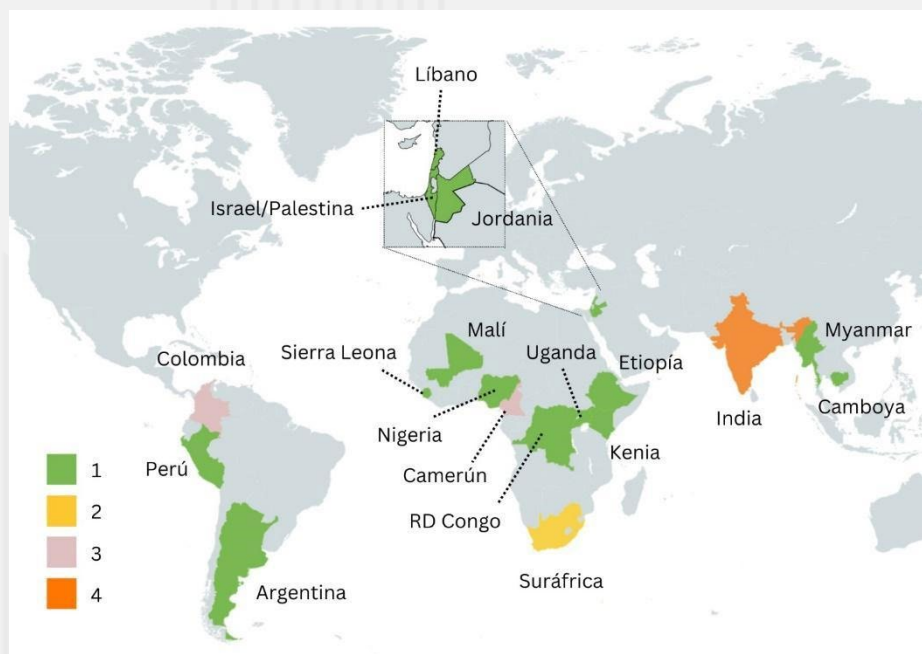 Líbano
Israel/Palestina
Jordania
Colombia
Sierra Leona
Malí
Uganda
Etiopía
Myanmar
Nigeria
Camerún
Kenia
India
Camboya
Perú
RD Congo
Suráfrica
Argentina
1
2
3
4